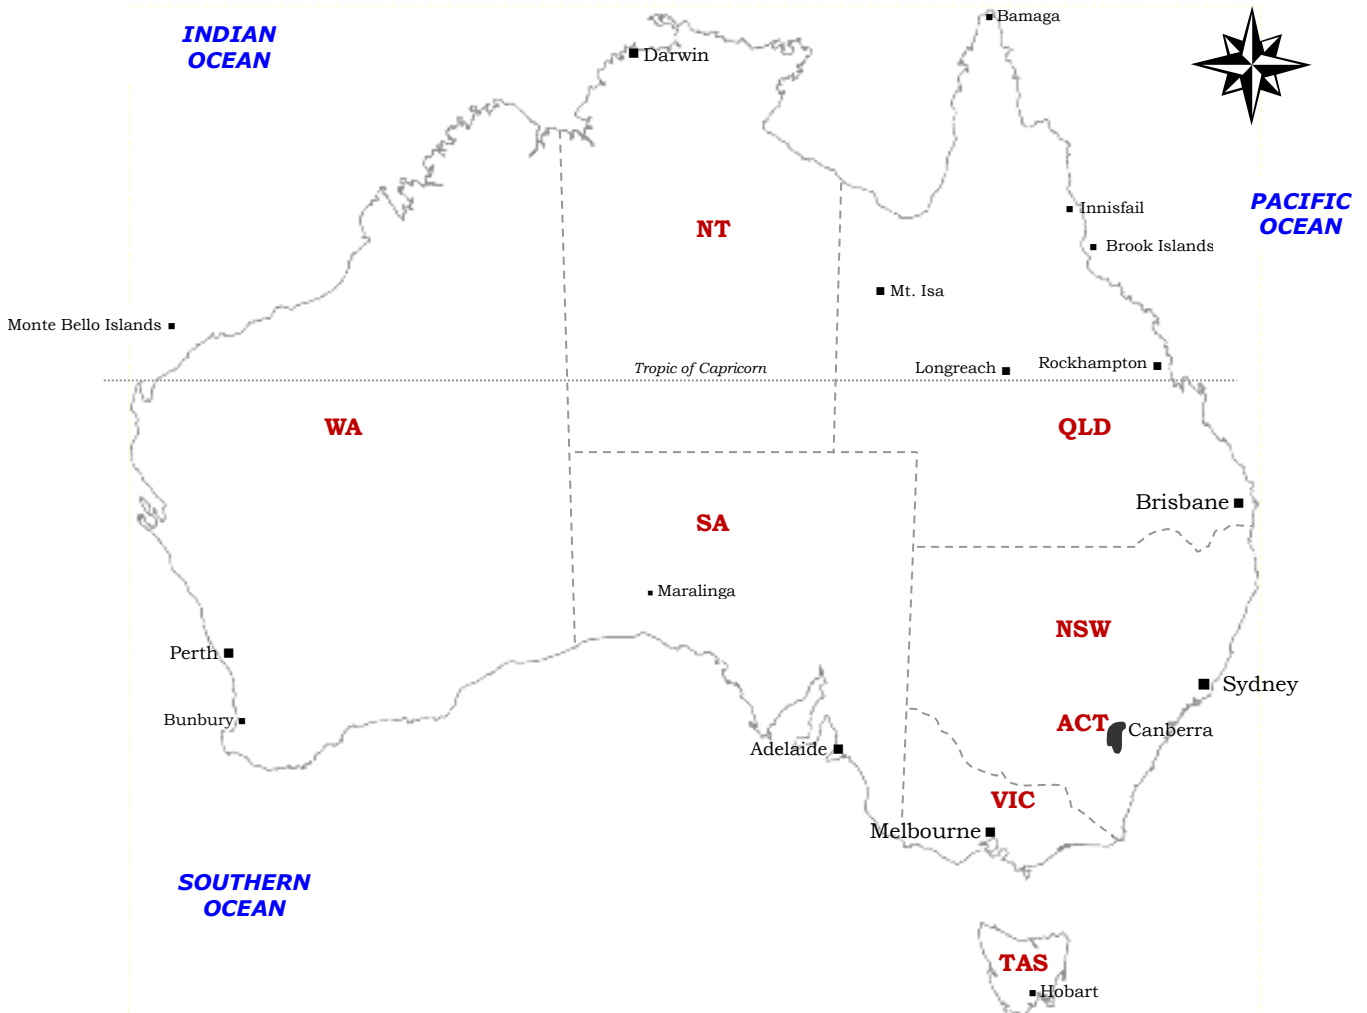 Bamaga
INDIAN
OCEAN
Darwin
PACIFIC
OCEAN
Innisfail
NT
Brook Islands
Mt. Isa
Monte Bello Islands
Tropic of Capricorn
Longreach
Rockhampton
WA
QLD
Brisbane
SA
Maralinga
NSW
Perth
Sydney
Bunbury
ACT
Canberra
Adelaide
VIC
Melbourne
SOUTHERN
OCEAN
TAS
Hobart